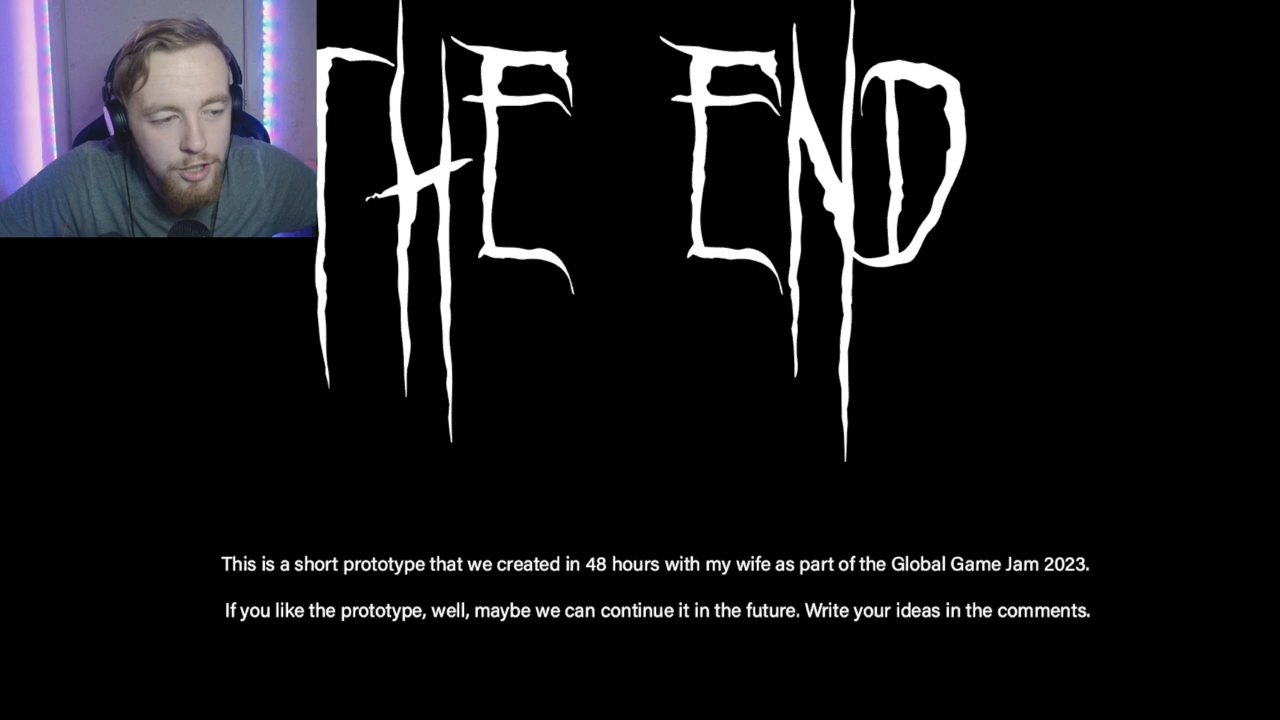 THE END
This is a short prototype that we created in 48 hours with my wife as part of the Global Game Jam 2023.
If you like the prototype, well, maybe we can continue it in the future. Write your ideas in the comments.